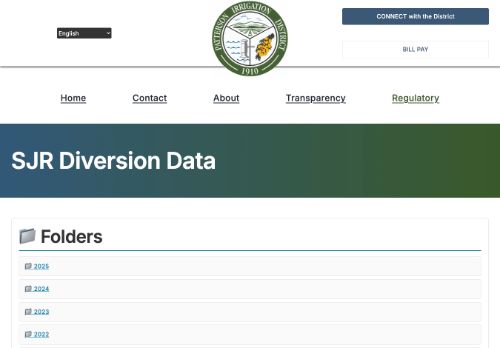 English
PATTERSON IRRIGATION DISTRICT
1910
CONNECT with the District
BILL PAY
Home
Contact
About
Transparency
Regulatory
SJR Diversion Data
Folders
2025
2024
2023
2022